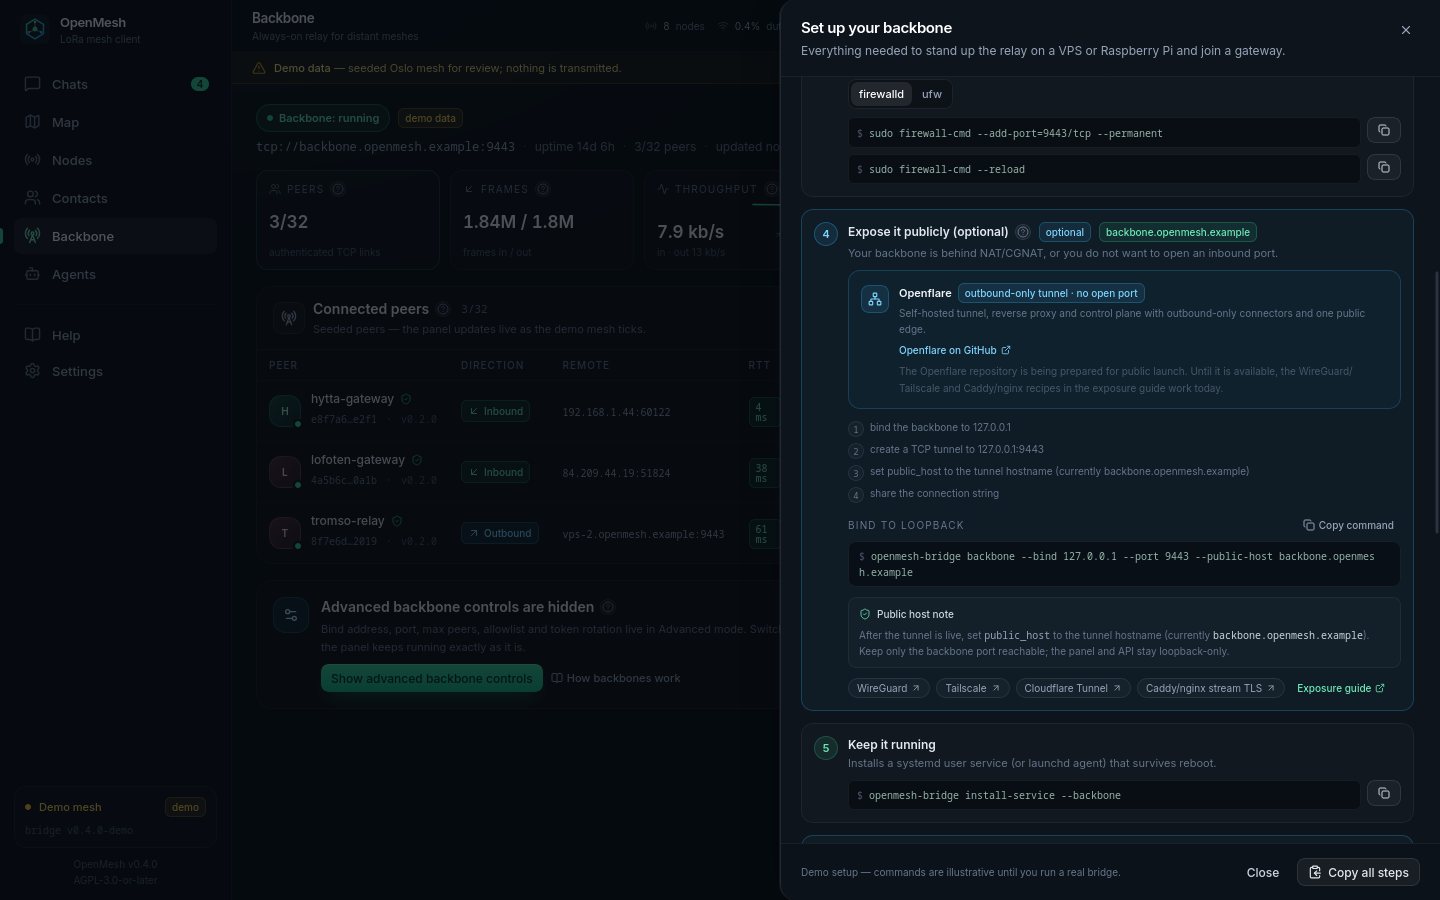 OpenMesh
LoRa mesh client
Chats
4
Map
Nodes
Contacts
Backbone
Agents
Help
Settings
Demo mesh
demo
bridge v0.4.0-demo
OpenMesh v0.4.0
AGPL-3.0-or-later
Backbone
Always-on relay for distant meshes
8 nodes
0.4%
Demo data — seeded Oslo mesh for review; nothing is transmitted.
Backbone: running
demo data
tcp://backbone.openmesh.example:9443 · uptime 14d 6h · 3/32 peers · updated
PEERS
3/32
authenticated TCP links
FRAMES
1.84M / 1.8M
frames in / out
THROUGHPUT
7.9 kb/s
in · out 13 kb/s
Connected peers
3/32
Seeded peers — the panel updates live as the demo mesh ticks.
PEER DIRECTION REMOTE RTT
H
hytta-gateway
e8f7a6…e2f1 · v0.2.0
Inbound
192.168.1.44:60122
4 ms
L
lofoten-gateway
4a5b6c…0a1b · v0.2.0
Inbound
84.209.44.19:51824
38 ms
T
tromso-relay
8f7e6d…2019 · v0.2.0
Outbound
vps-2.openmesh.example:9443
61 ms
Advanced backbone controls are hidden
Bind address, port, max peers, allowlist and token rotation live in Advanced mode.
the panel keeps running exactly as it is.
Show advanced backbone controls
How backbones work
Set up your backbone
Everything needed to stand up the relay on a VPS or Raspberry Pi and join a gateway.
firewalld
ufw
$ sudo firewall-cmd --add-port=9443/tcp --permanent
$ sudo firewall-cmd --reload
4
Expose it publicly (optional)
optional
backbone.openmesh.example
Your backbone is behind NAT/CGNAT, or you do not want to open an inbound port.
Openflare
outbound-only tunnel · no open port
Self-hosted tunnel, reverse proxy and control plane with outbound-only connectors and one public
edge.
Openflare on GitHub
The Openflare repository is being prepared for public launch. Until it is available, the WireGuard/
Tailscale and Caddy/nginx recipes in the exposure guide work today.
1 bind the backbone to 127.0.0.1
2 create a TCP tunnel to 127.0.0.1:9443
3 set public_host to the tunnel hostname (currently backbone.openmesh.example)
4 share the connection string
BIND TO LOOPBACK
Copy command
$ openmesh-bridge backbone --bind 127.0.0.1 --port 9443 --public-host backbone.openmes
h.example
Public host note
After the tunnel is live, set public_host to the tunnel hostname (currently backbone.openmesh.example).
Keep only the backbone port reachable; the panel and API stay loopback-only.
WireGuard
Tailscale
Cloudflare Tunnel
Caddy/nginx stream TLS
Exposure guide
5
Keep it running
Installs a systemd user service (or launchd agent) that survives reboot.
$ openmesh-bridge install-service --backbone
Demo setup — commands are illustrative until you run a real bridge.
Close
Copy all steps